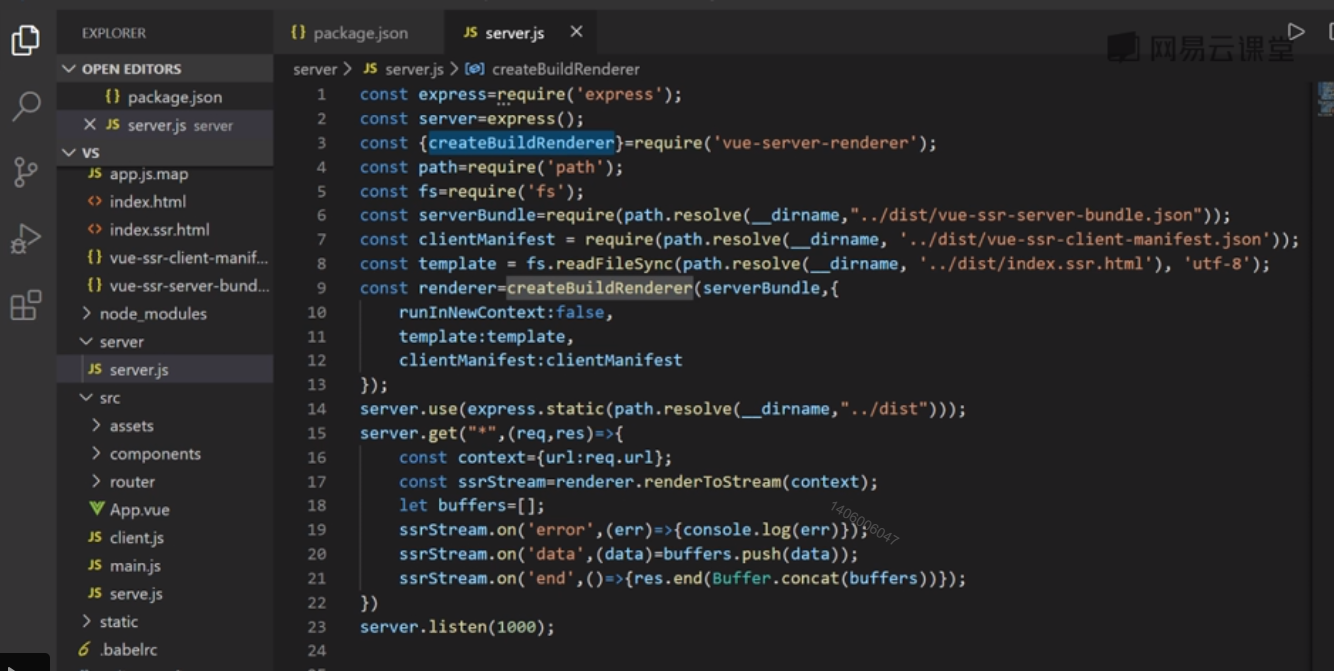 EXPLORER
OPEN EDITORS
package.json
server.js server
VS
app.js.map
index.html
index.ssr.html
vue-ssr-client-manif...
vue-ssr-server-bund...
node_modules
server
server.js
src
assets
components
router
App.vue
client.js
main.js
serve.js
static
.babelrc
{} package.json
JS server.js
网易云课堂
server > JS server.js > createBuildRenderer
1 const express=require('express');
2 const server=express();
3 const {createBuildRenderer}=require('vue-server-renderer');
4 const path=require('path');
5 const fs=require('fs');
6 const serverBundle=require(path.resolve(__dirname,"../dist/vue-ssr-server-bundle.json"));
7 const clientManifest = require(path.resolve(__dirname, '../dist/vue-ssr-client-manifest.json'));
8 const template = fs.readFileSync(path.resolve(__dirname, '../dist/index.ssr.html'), 'utf-8');
9 const renderer=createBuildRenderer(serverBundle,{
10 runInNewContext:false,
11 template:template,
12 clientManifest:clientManifest
13 });
14 server.use(express.static(path.resolve(__dirname,"../dist")));
15 server.get("*",(req,res)=>{
16 const context={url:req.url};
17 const ssrStream=renderer.renderToStream(context);
18 let buffers=[];
19 ssrStream.on('error',(err)=>{console.log(err)});
20 ssrStream.on('data',(data)=buffers.push(data));
21 ssrStream.on('end',()=>{res.end(Buffer.concat(buffers))});
22 })
23 server.listen(1000);
24
1406006047